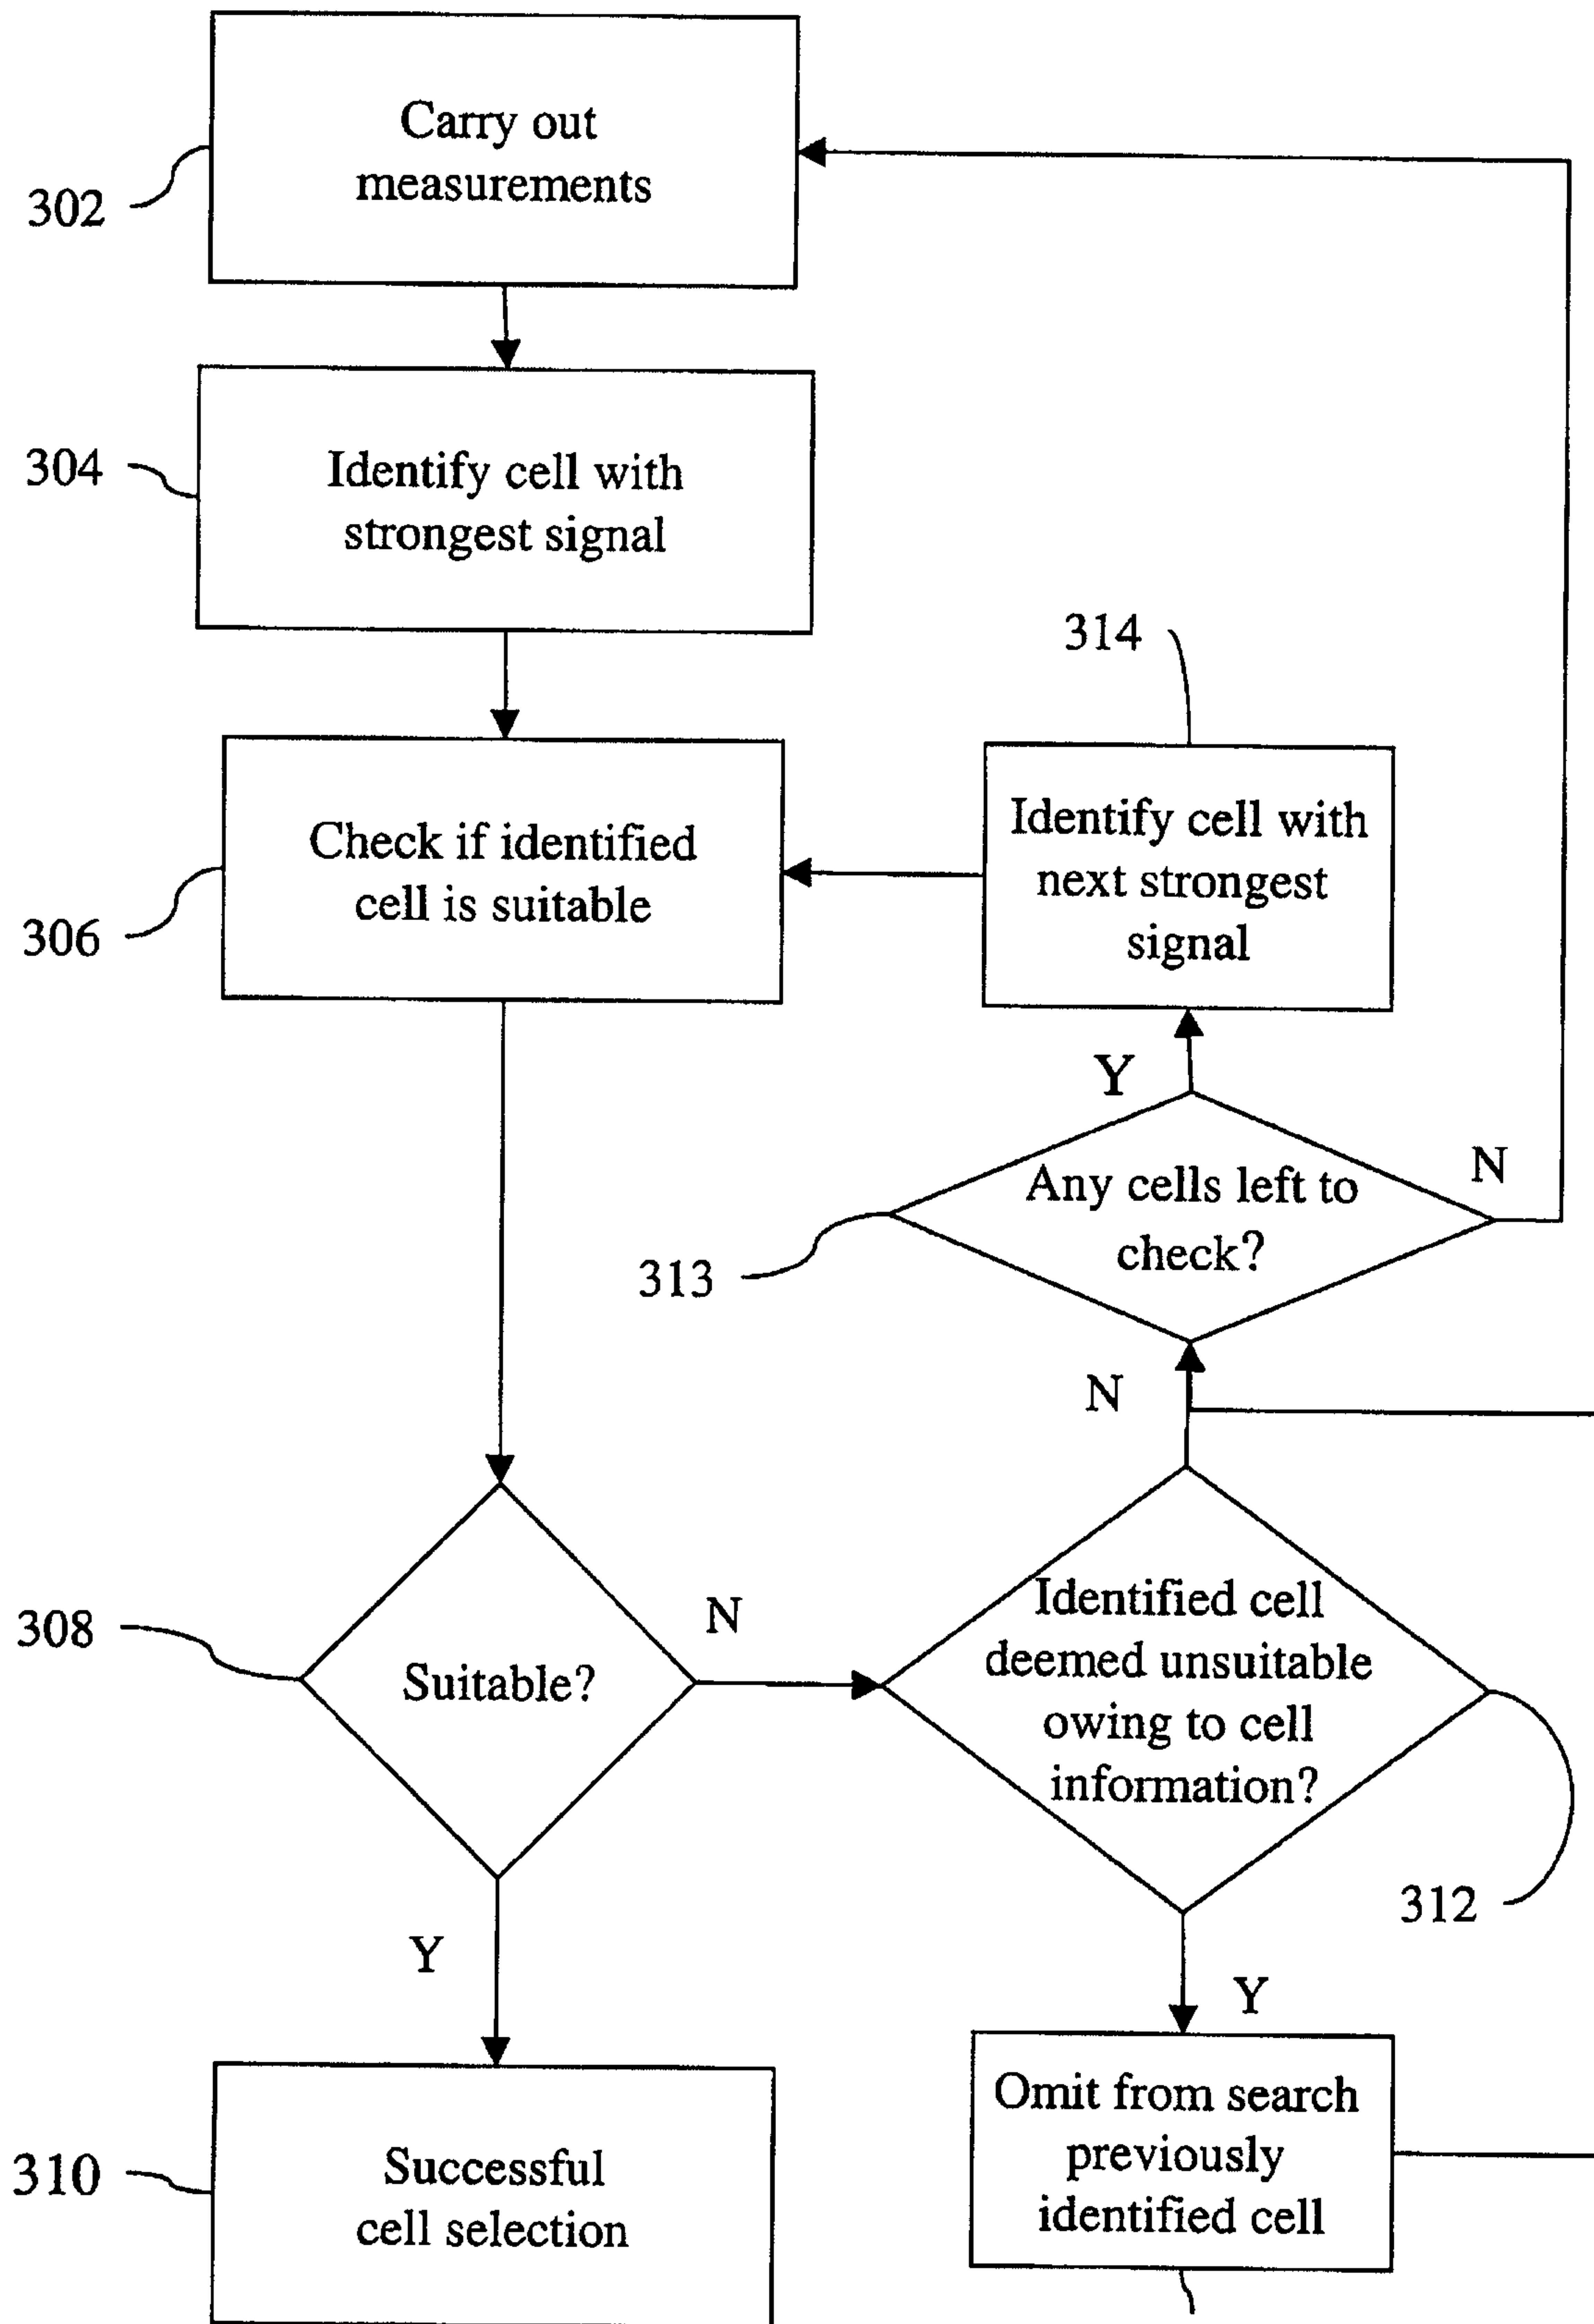 Carry out
measurements
302
304
Identify cell with
strongest signal
314
Check if identified
cell is suitable
306
Identify cell with
next strongest
signal
Y
N
Any cells left to
check?
313
N
308
Suitable?
N
Identified cell
deemed unsuitable
owing to cell
information?
312
Y
Y
310
Successful
cell selection
Omit from search
previously
identified cell